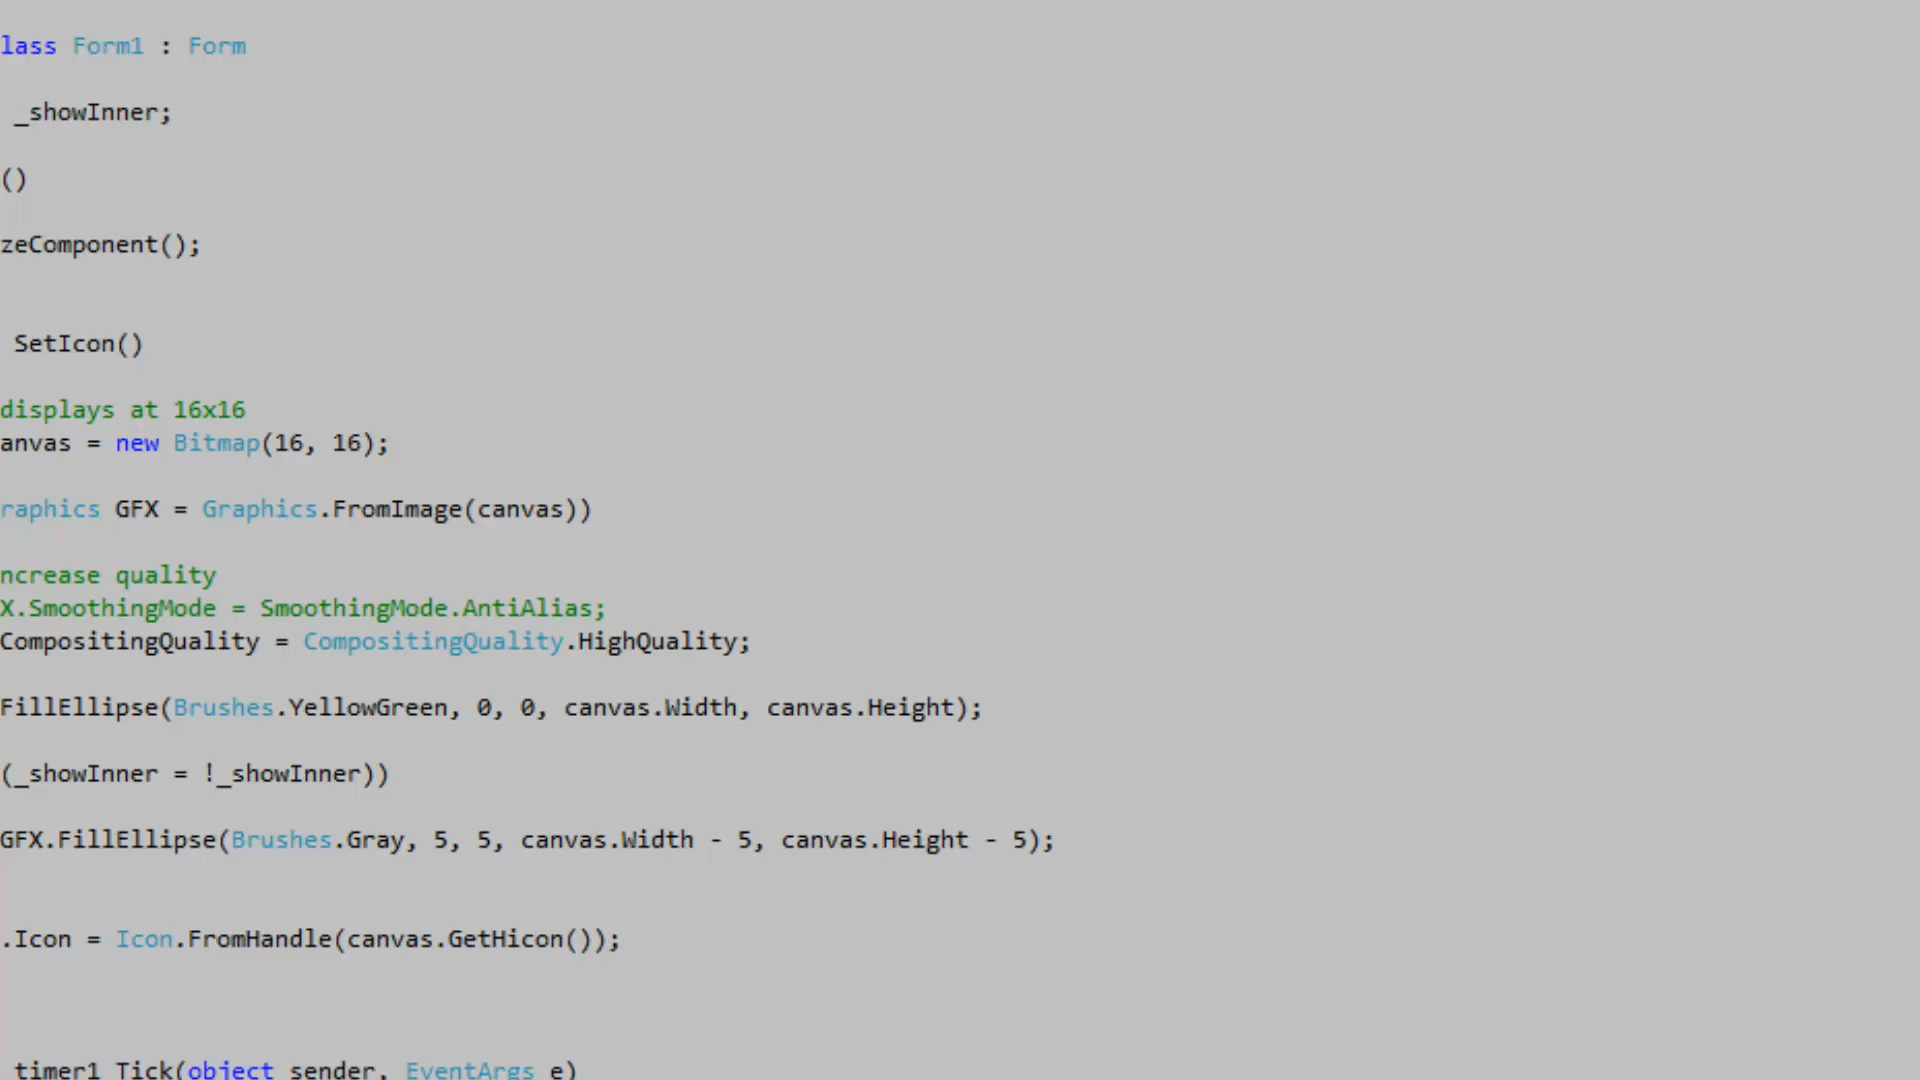 lass Form1 : Form
_showInner;
()
zeComponent();
SetIcon()
displays at 16x16
anvas = new Bitmap(16, 16);
raphics GFX = Graphics.FromImage(canvas))
ncrease quality
X.SmoothingMode = SmoothingMode.AntiAlias;
CompositingQuality = CompositingQuality.HighQuality;
FillEllipse(Brushes.YellowGreen, 0, 0, canvas.Width, canvas.Height);
(_showInner = !_showInner))
GFX.FillEllipse(Brushes.Gray, 5, 5, canvas.Width - 5, canvas.Height - 5);
.Icon = Icon.FromHandle(canvas.GetHicon());
timer1_Tick(object sender, EventArgs e)